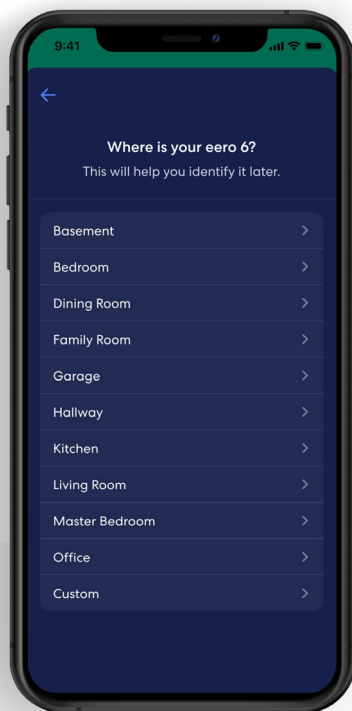 9:41
Where is your eero 6?
This will help you identify it later.
Basement
Bedroom
Dining Room
Family Room
Garage
Hallway
Kitchen
Living Room
Master Bedroom
Office
Custom